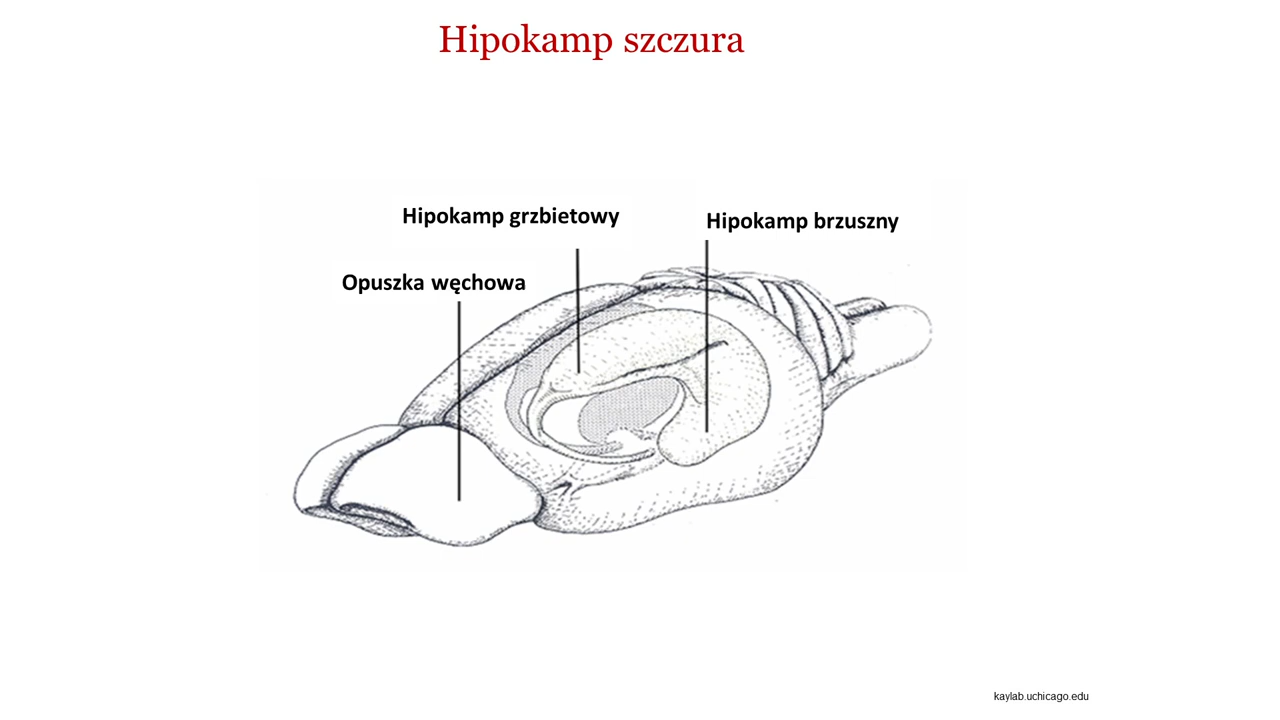 Hipokamp szczura
Hipokamp grzbietowy
Hipokamp brzuszny
Opuszka węchowa
kaylab.uchicago.edu